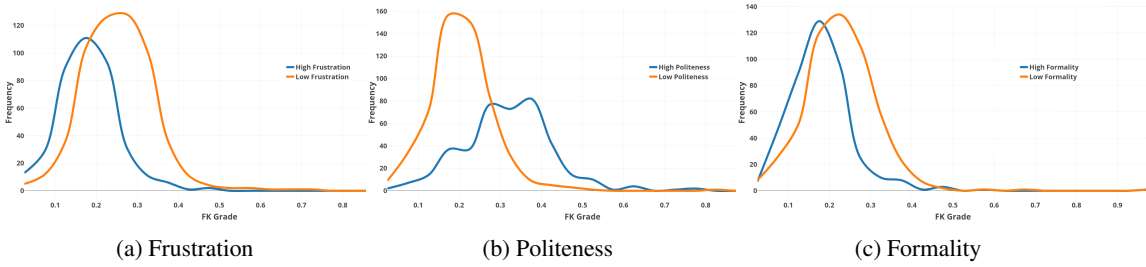 120
100
80
60
40
20
0
Frequency
0.1 0.2 0.3 0.4 0.5 0.6 0.7 0.8
FK Grade
High Frustration
Low Frustration
(a) Frustration
160
140
120
100
80
60
40
20
0
Frequency
0.1 0.2 0.3 0.4 0.5 0.6 0.7 0.8
FK Grade
High Politeness
Low Politeness
(b) Politeness
140
120
100
80
60
40
20
0
Frequency
0.1 0.2 0.3 0.4 0.5 0.6 0.7 0.8 0.9
FK Grade
High Formality
Low Formality
(c) Formality